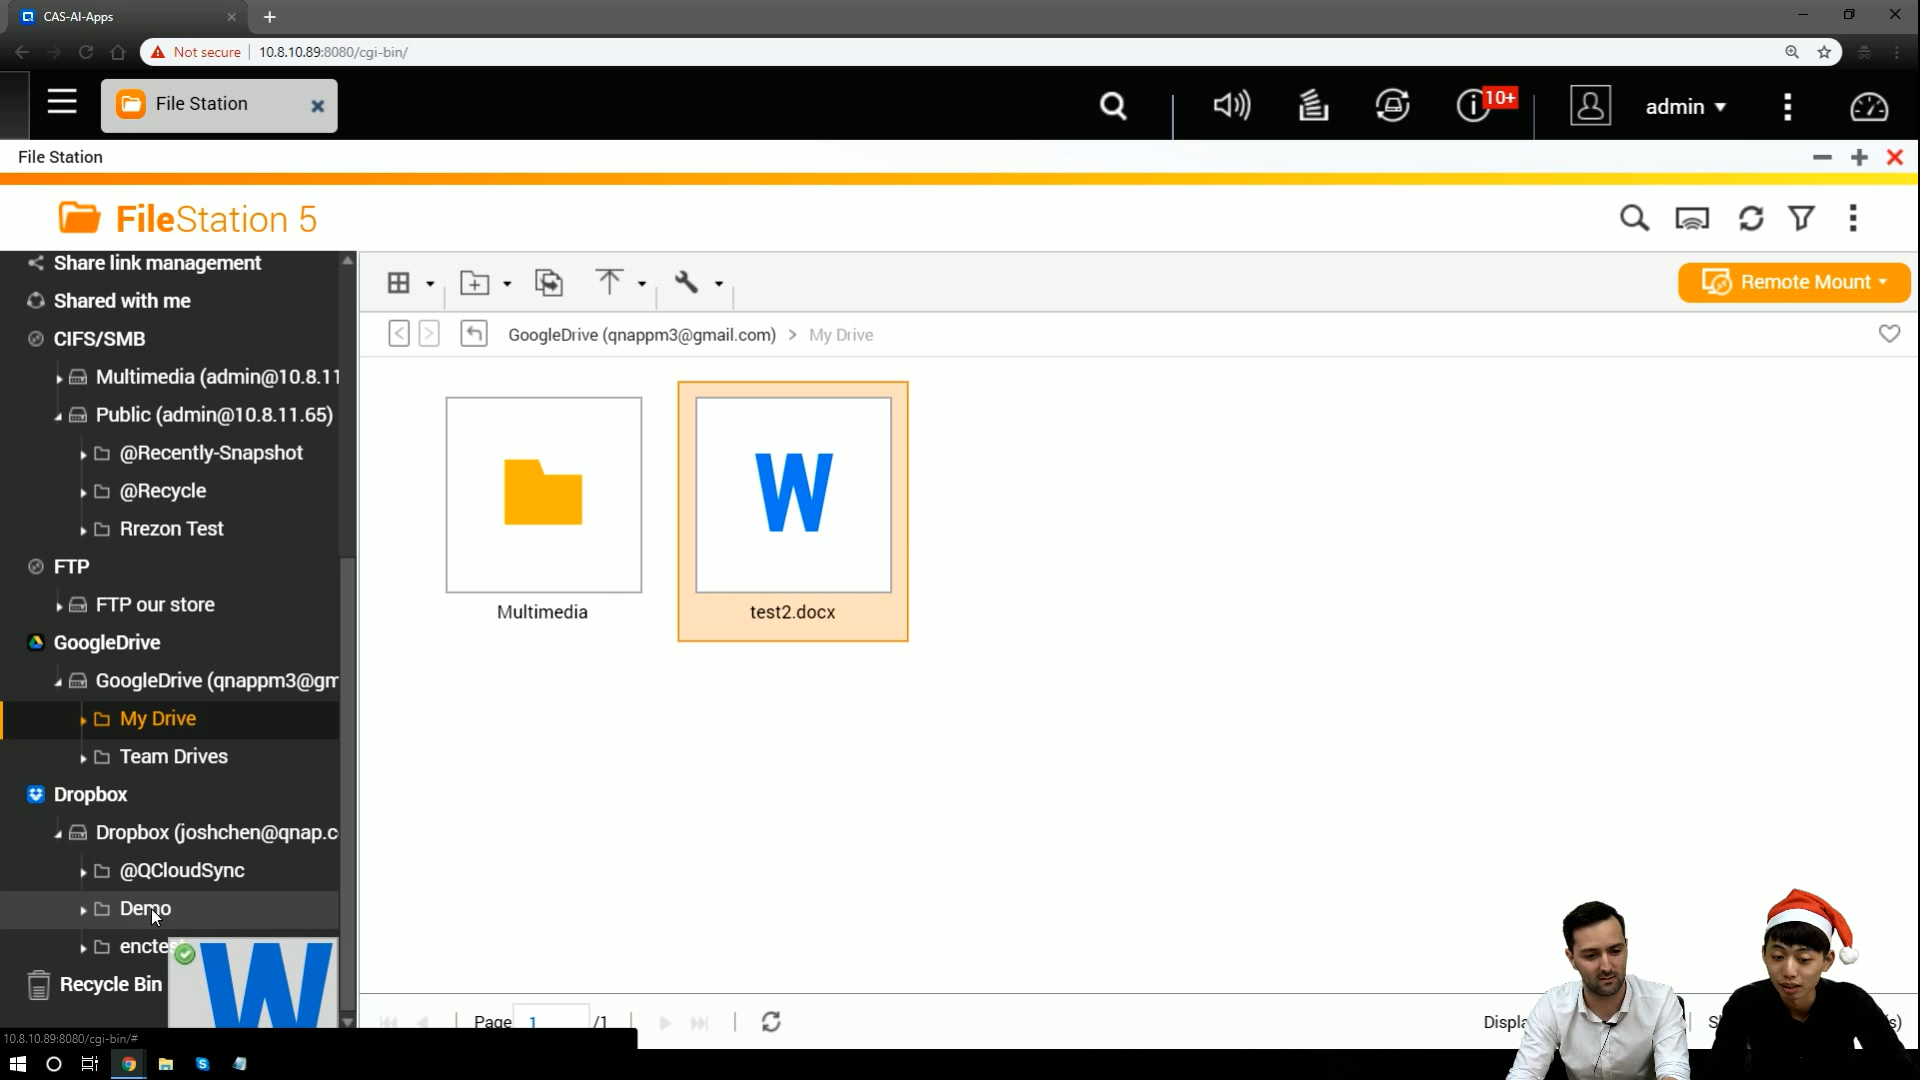 CAS-AI-Apps
Not secure
10.8.10.89:8080/cgi-bin/
File Station
10+
admin
File Station
FileStation 5
Share link management
Shared with me
CIFS/SMB
Multimedia (admin@10.8.11
Public (admin@10.8.11.65)
@Recently-Snapshot
@Recycle
Rrezon Test
FTP
FTP our store
GoogleDrive
GoogleDrive (qnappm3@gm
My Drive
Team Drives
Dropbox
Dropbox (joshchen@qnap.c
@QCloudSync
Demo
Recycle Bin
Remote Mount
GoogleDrive (qnappm3@gmail.com) > My Drive
W
Multimedia
test2.docx
W
Page 1 /1
10.8.10.89:8080/cgi-bin/#